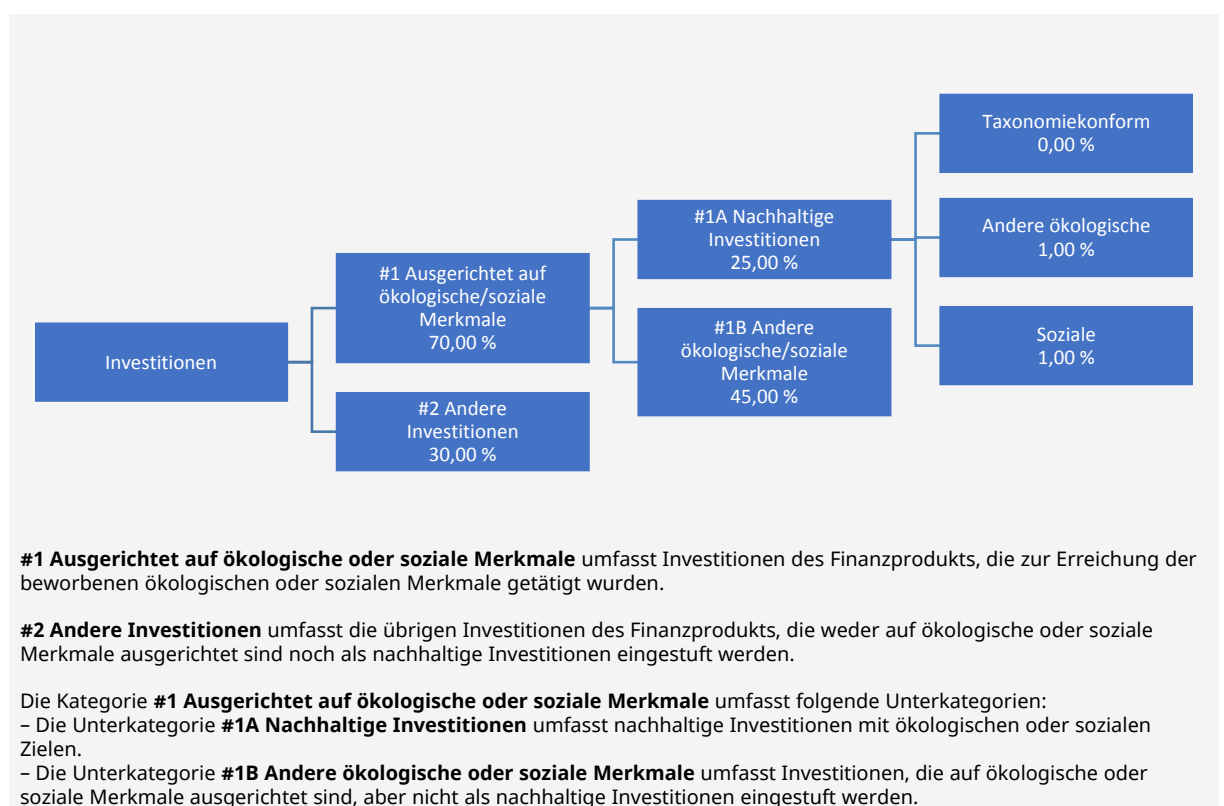 Investitionen
#1 Ausgerichtet auf
ökologische/soziale
Merkmale
70,00 %
#2 Andere
Investitionen
30,00 %
#1A Nachhaltige
Investitionen
25,00 %
#1B Andere
ökologische/soziale
Merkmale
45,00 %
Taxonomiekonform
0,00 %
Andere ökologische
1,00 %
Soziale
1,00 %
#1 Ausgerichtet auf ökologische oder soziale Merkmale umfasst Investitionen des Finanzprodukts, die zur Erreichung der
beworbenen ökologischen oder sozialen Merkmale getätigt wurden.
#2 Andere Investitionen umfasst die übrigen Investitionen des Finanzprodukts, die weder auf ökologische oder soziale
Merkmale ausgerichtet sind noch als nachhaltige Investitionen eingestuft werden.
Die Kategorie #1 Ausgerichtet auf ökologische oder soziale Merkmale umfasst folgende Unterkategorien:
– Die Unterkategorie #1A Nachhaltige Investitionen umfasst nachhaltige Investitionen mit ökologischen oder sozialen
Zielen.
– Die Unterkategorie #1B Andere ökologische oder soziale Merkmale umfasst Investitionen, die auf ökologische oder
soziale Merkmale ausgerichtet sind, aber nicht als nachhaltige Investitionen eingestuft werden.